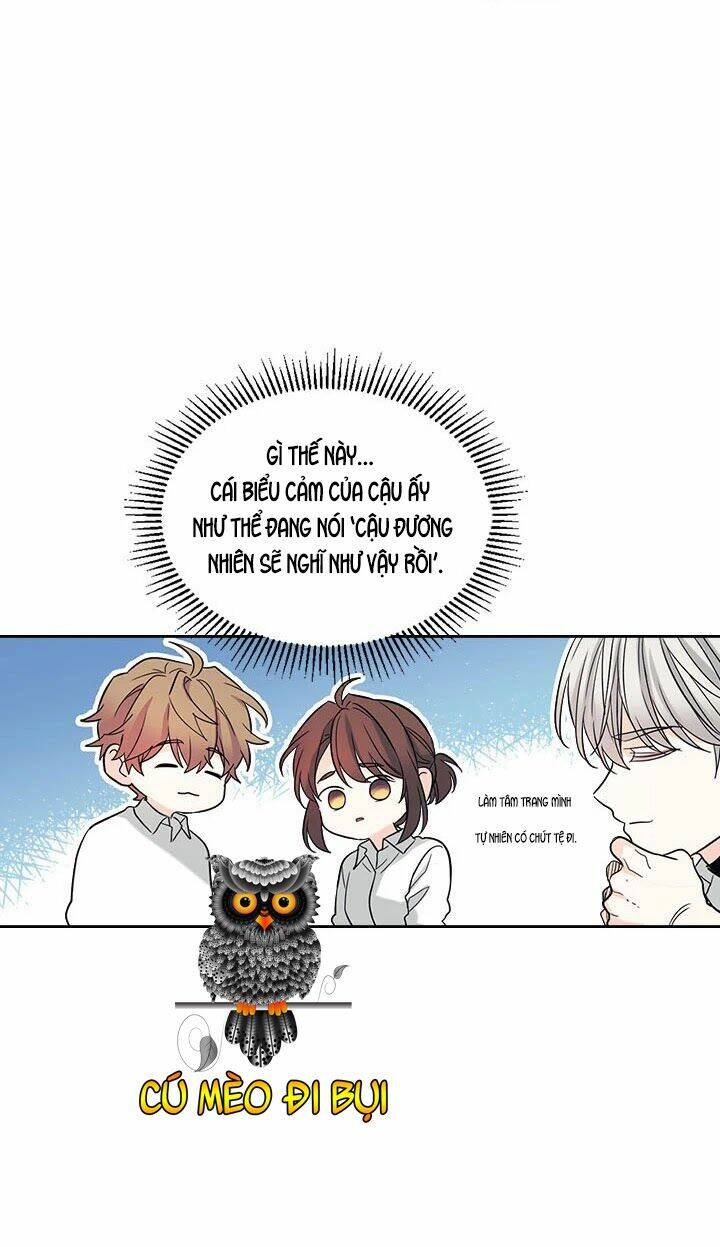 GÌ THẾ NÀY...
CÁI BIỂU CẢM CỦA CẬU ẤY
NHƯ THỂ ĐANG NÓI ‘CẬU ĐƯƠNG
NHIÊN SẼ NGHĨ NHƯ VẬY RỒI’.
LÀM TÂM TRANG MÌNH
TỰ NHIÊN CÓ CHÚT TỆ ĐI.
CÚ MÈO ĐI BỤI